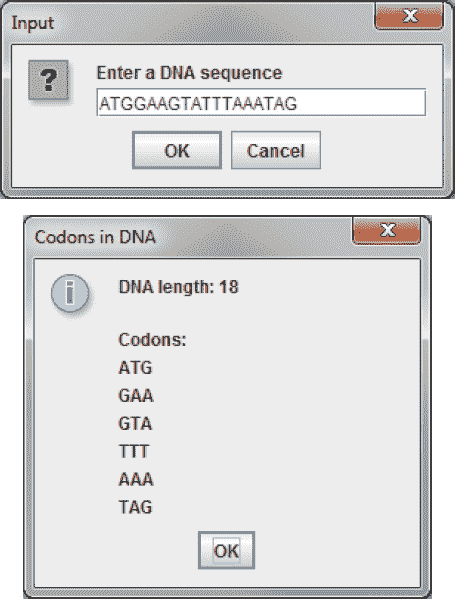 Input
Enter a DNA sequence
ATGGAAGTATTTAAATAG
OK Cancel
Codons in DNA
DNA length: 18
Codons:
ATG
GAA
GTA
TTT
AAA
TAG
OK